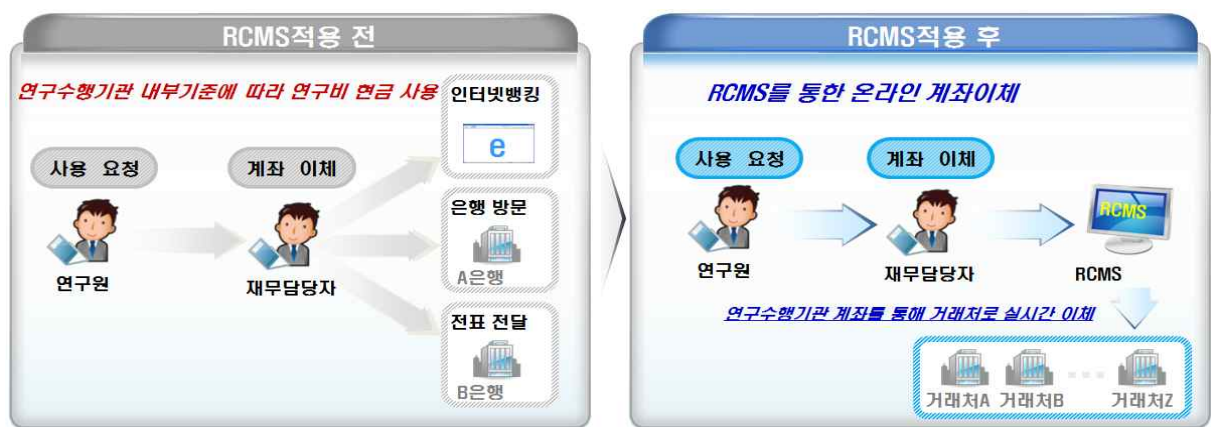 RCMS적용 전
연구수행기관 내부기준에 따라 연구비 현금 사용
인터넷뱅킹
e
사용 요청
계좌 이체
은행 방문
A은행
연구원
재무담당자
전표 전달
B은행
RCMS적용 후
RCMS를 통한 온라인 계좌이체
사용 요청
계좌 이체
RCMS
연구원
재무담당자
RCMS
연구수행기관 계좌를 통해 거래처로 실시간 이체
거래처A 거래처B 거래처Z